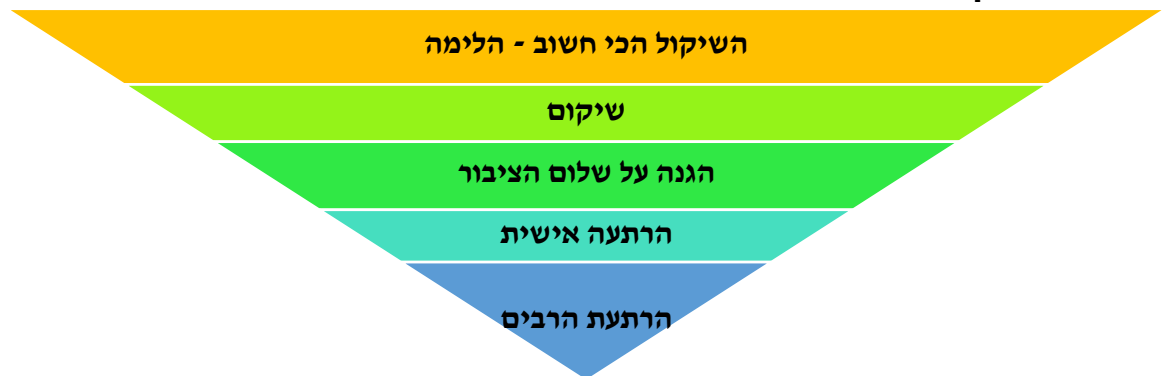 השיקול הכי חשוב - הלימה
שיקום
הגנה על שלום הציבור
הרתעה אישית
הרתעת הרבים